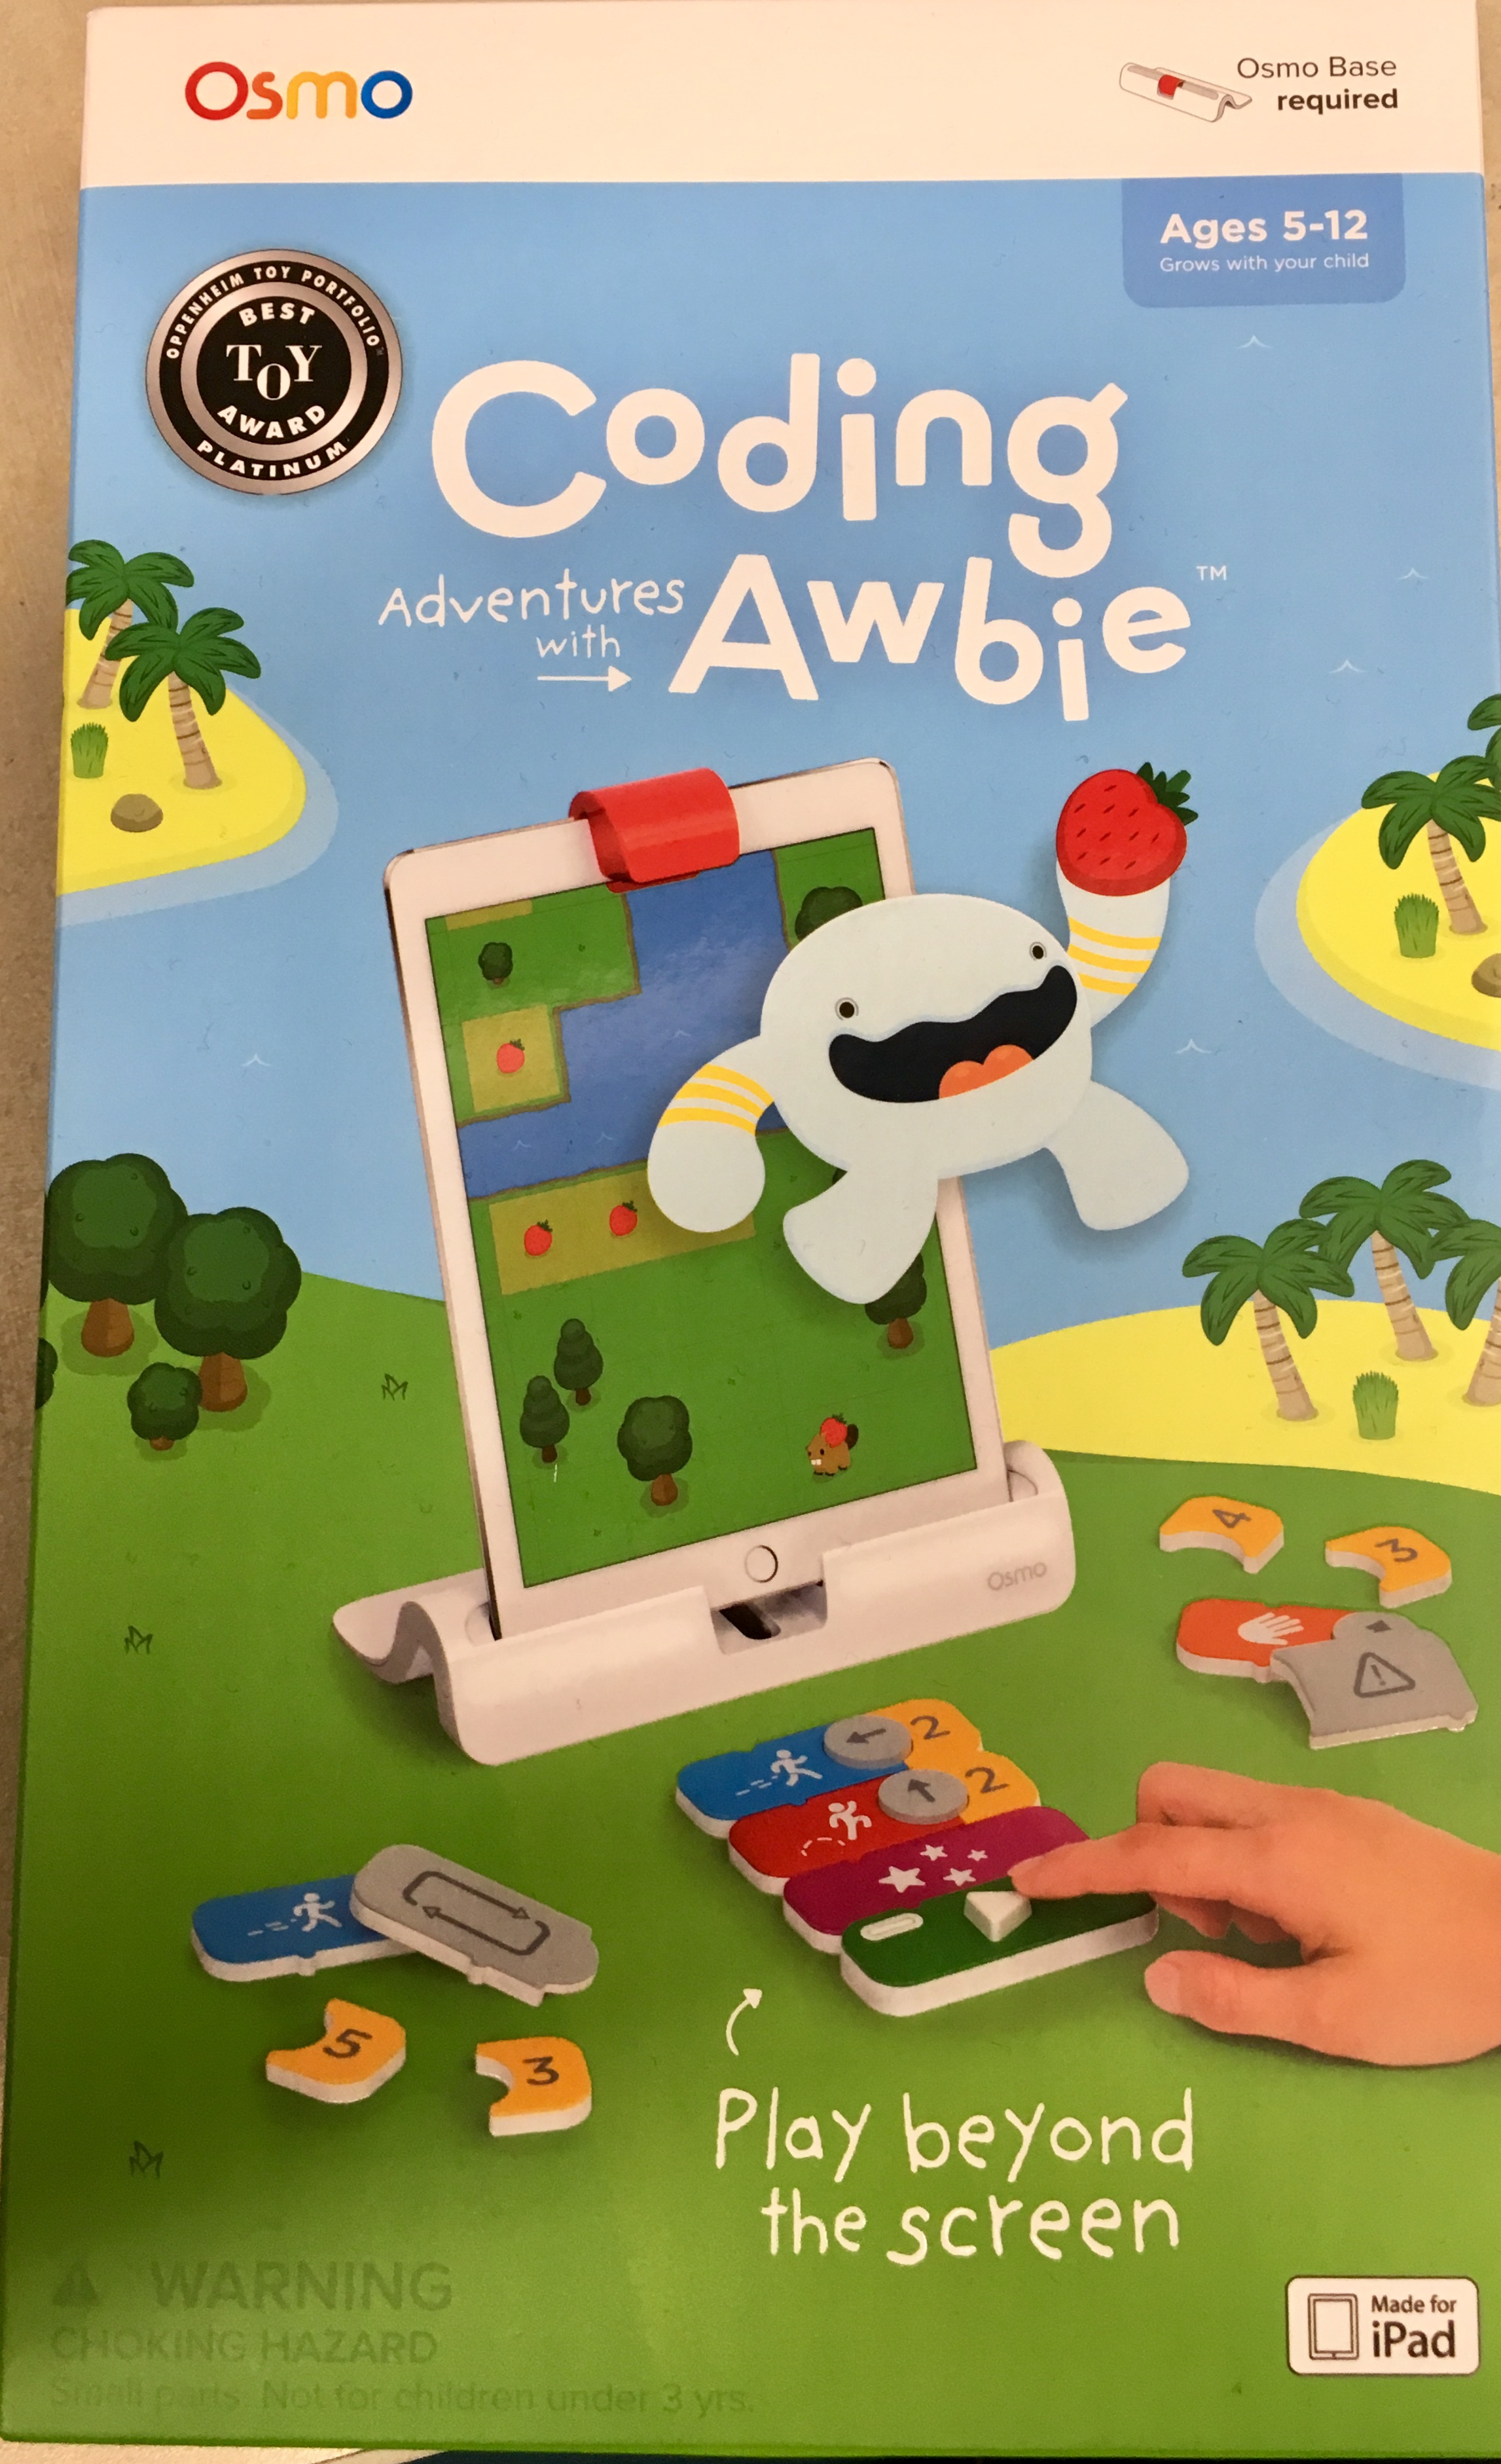 Osmo
Osmo Base
required
Ages 5-12
Grows with your child
OPPENHEIM TOY PORTFOLIO
BEST
TOY
AWARD
PLATINUM
Coding
Adventures
with
Awbie™
Osmo
4
3
2
2
5
3
Play beyond
the screen
WARNING
CHOKING HAZARD
Small parts. Not for children under 3 yrs.
Made for
iPad